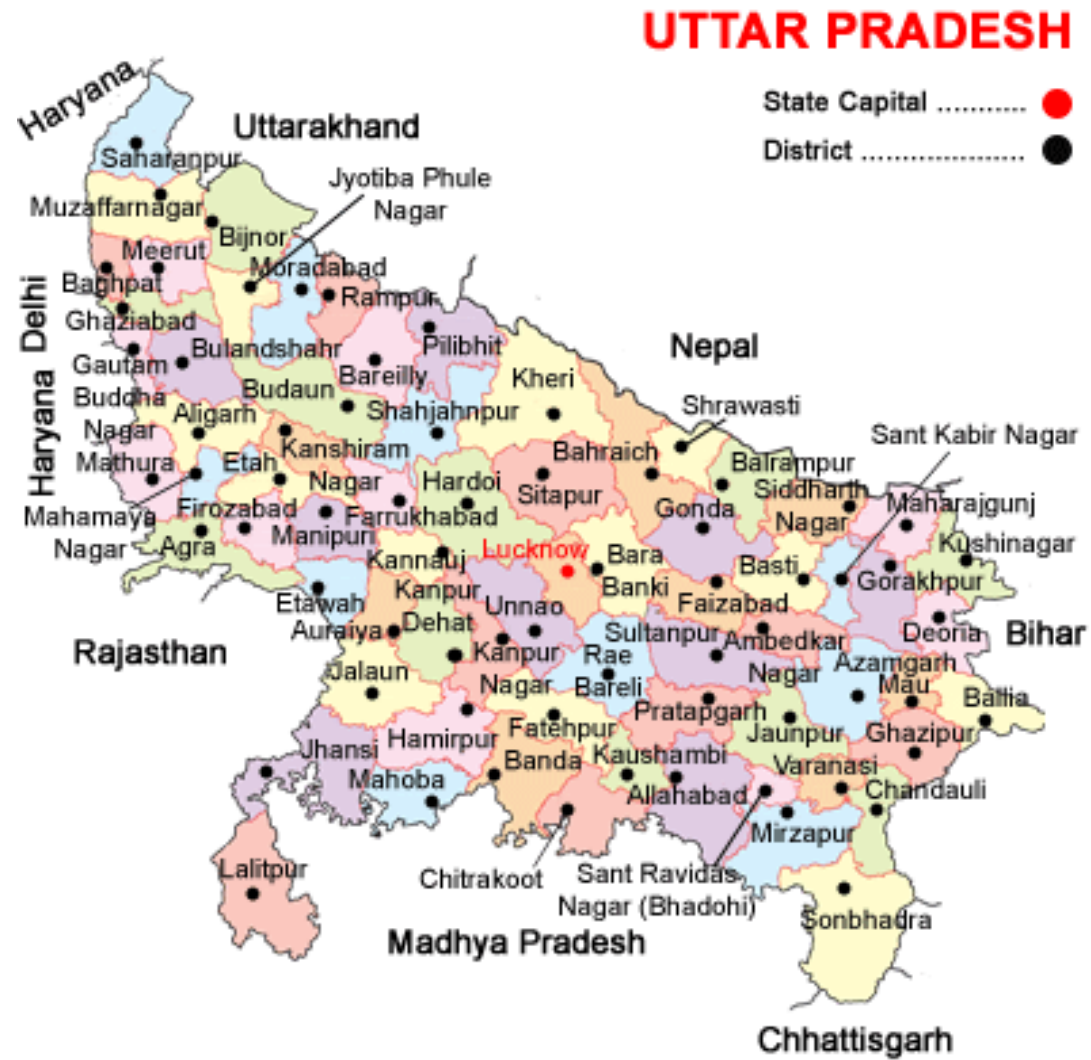 UTTAR PRADESH
State Capital ...........
District ...................
Haryana
Uttarakhand
Saharanpur
Jyotiba Phule
Nagar
Muzaffarnagar
Bijnor
Meerut
Moradabad
Baghpat
Rampur
Haryana Delhi
Ghaziabad
Nepal
Bulandshahr
Pilibhit
Gautam
Buddha
Nagar
Bareilly
Kheri
Budaun
Aligarh
Shahjahnpur
Shrawasti
Sant Kabir Nagar
Kanshiram
Nagar
Bahraich
Mathura
Etah
Hardoi
Balrampur
Sitapur
Siddharth
Nagar
Maharajgunj
Mahamaya
Nagar
Firozabad
Farrukhabad
Gonda
Manipuri
Agra
Kushinagar
Lucknow
Kannauj
Bara
Banki
Basti
Gorakhpur
Etawah
Kanpur
Dehat
Unnao
Faizabad
Auraiya
Sultanpur
Ambedkar
Nagar
Deoria
Bihar
Rajasthan
Kanpur
Nagar
Rae
Bareli
Azamgarh
Jalaun
Mau
Ballia
Pratapgarh
Fatehpur
Jaunpur
Ghazipur
Jhansi
Hamirpur
Banda
Kaushambi
Varanasi
Mahoba
Allahabad
Chandauli
Mirzapur
Lalitpur
Chitrakoot
Sant Ravidas
Nagar (Bhadohi)
Sonbhadra
Madhya Pradesh
Chhattisgarh